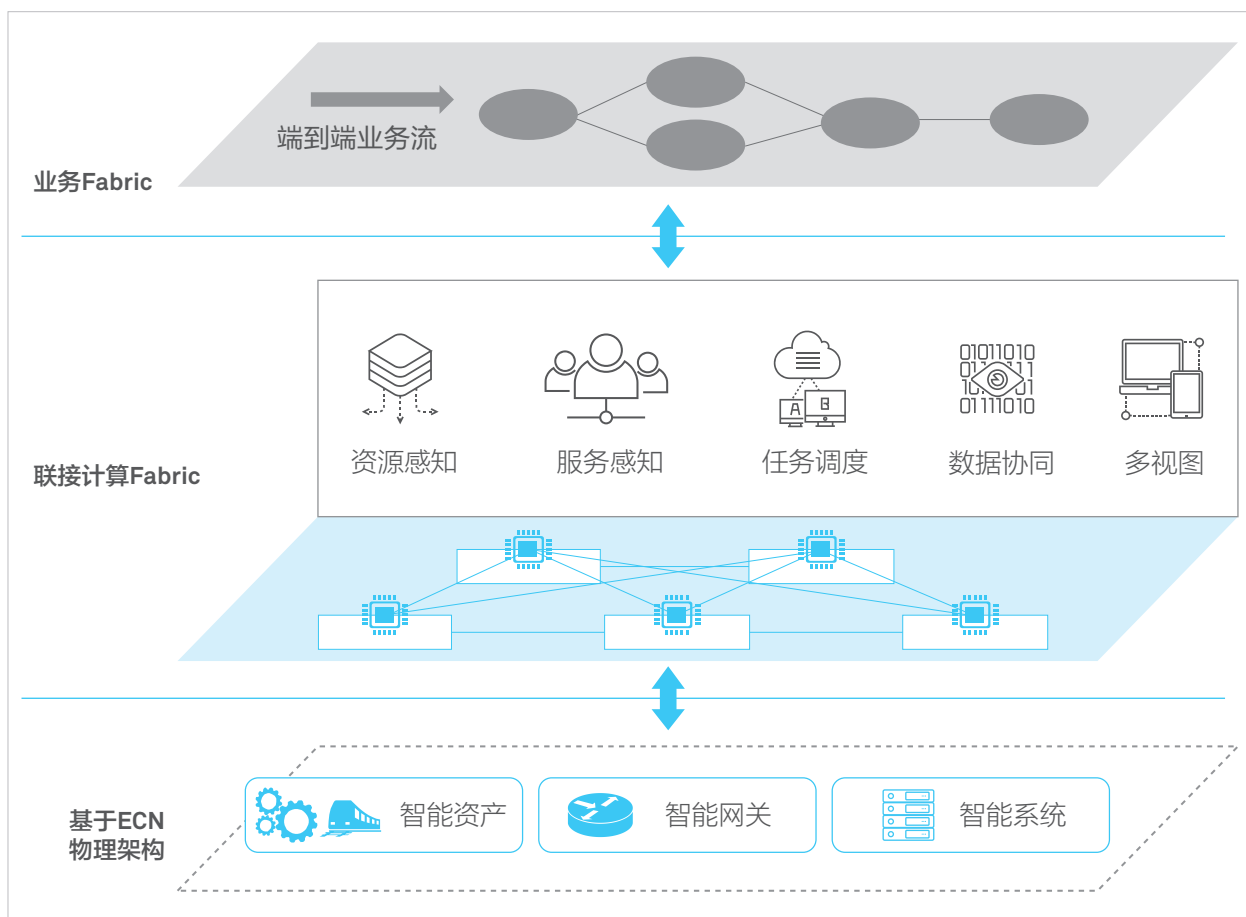 端到端业务流
业务Fabric
资源感知
服务感知
任务调度
数据协同
多视图
A
B
01011010
01111010
联接计算Fabric
基于ECN
物理架构
智能资产
智能网关
智能系统